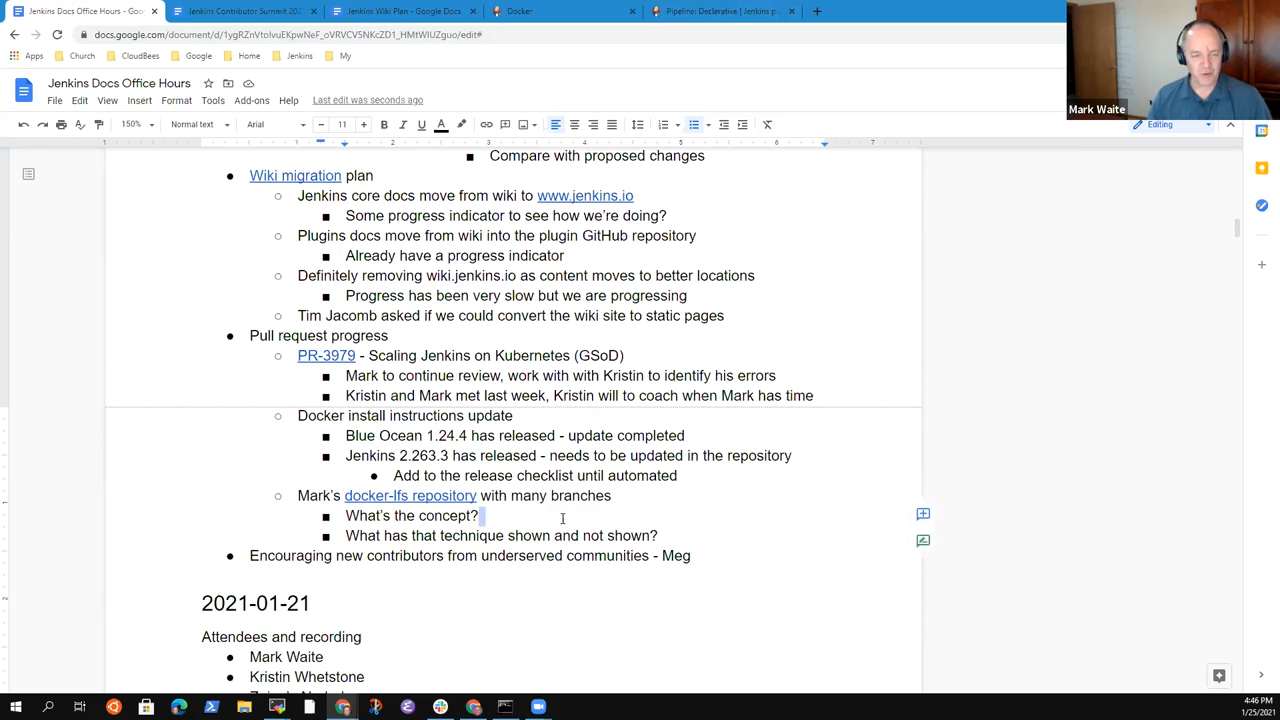 Jenkins Docs Office Hours - Goo
Jenkins Contributor Summit 202
Jenkins Wiki Plan - Google Docs
Docker
Pipeline: Declarative | Jenkins p
docs.google.com/document/d/1ygRZnVtolvuEKpwNeF_oVRVCV5NKcZD1_HMtWIUZguo/edit#
Apps
Church
CloudBees
Google
Home
Jenkins
My
Jenkins Docs Office Hours
File Edit View Insert Format Tools Add-ons Help Last edit was seconds ago
150% Normal text Arial 11
Editing
Mark Waite
1 1 2 3 4 5 6 7
Compare with proposed changes
Wiki migration plan
Jenkins core docs move from wiki to www.jenkins.io
Some progress indicator to see how we're doing?
Plugins docs move from wiki into the plugin GitHub repository
Already have a progress indicator
Definitely removing wiki.jenkins.io as content moves to better locations
Progress has been very slow but we are progressing
Tim Jacomb asked if we could convert the wiki site to static pages
Pull request progress
PR-3979 - Scaling Jenkins on Kubernetes (GSoD)
Mark to continue review, work with with Kristin to identify his errors
Kristin and Mark met last week, Kristin will to coach when Mark has time
Docker install instructions update
Blue Ocean 1.24.4 has released - update completed
Jenkins 2.263.3 has released - needs to be updated in the repository
Add to the release checklist until automated
Mark's docker-lfs repository with many branches
What's the concept?
What has that technique shown and not shown?
Encouraging new contributors from underserved communities - Meg
2021-01-21
Attendees and recording
Mark Waite
Kristin Whetstone
4:46 PM
1/25/2021